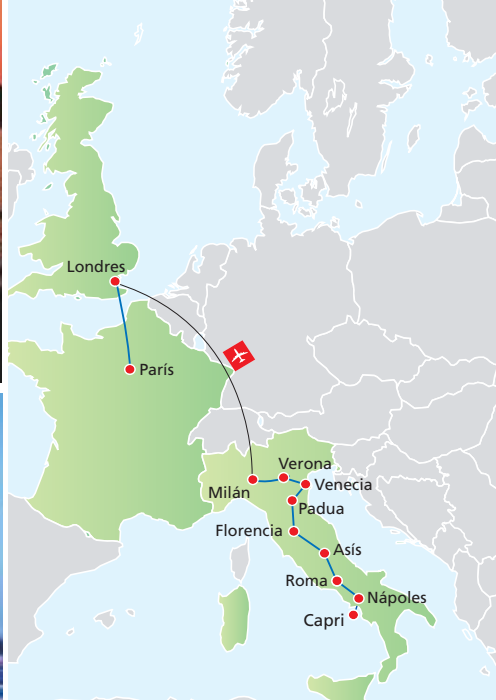 Londres
París
Verona
Venecia
Milán
Padua
Florencia
Asís
Roma
Nápoles
Capri